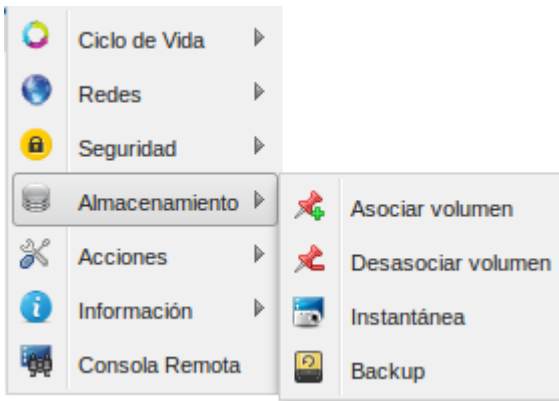 Ciclo de Vida
Redes
Seguridad
Almacenamiento
Acciones
Información
Consola Remota
Asociar volumen
Desasociar volumen
Instantánea
Backup